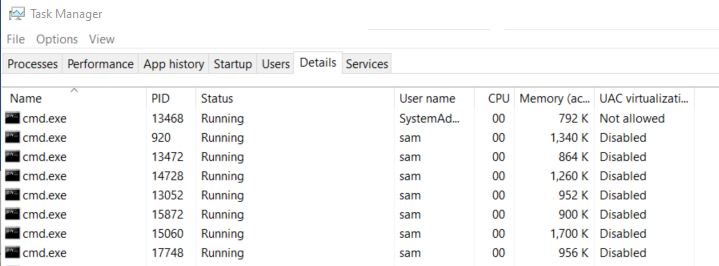 Task Manager
File Options View
Processes Performance App history Startup Users Details Services
Name PID Status User name CPU Memory (ac... UAC virtualizati...
cmd.exe 13468 Running SystemAd... 00 792 K Not allowed
cmd.exe 920 Running sam 00 1,340 K Disabled
cmd.exe 13472 Running sam 00 864 K Disabled
cmd.exe 14728 Running sam 00 1,260 K Disabled
cmd.exe 13052 Running sam 00 952 K Disabled
cmd.exe 15872 Running sam 00 900 K Disabled
cmd.exe 15060 Running sam 00 1,700 K Disabled
cmd.exe 17748 Running sam 00 956 K Disabled